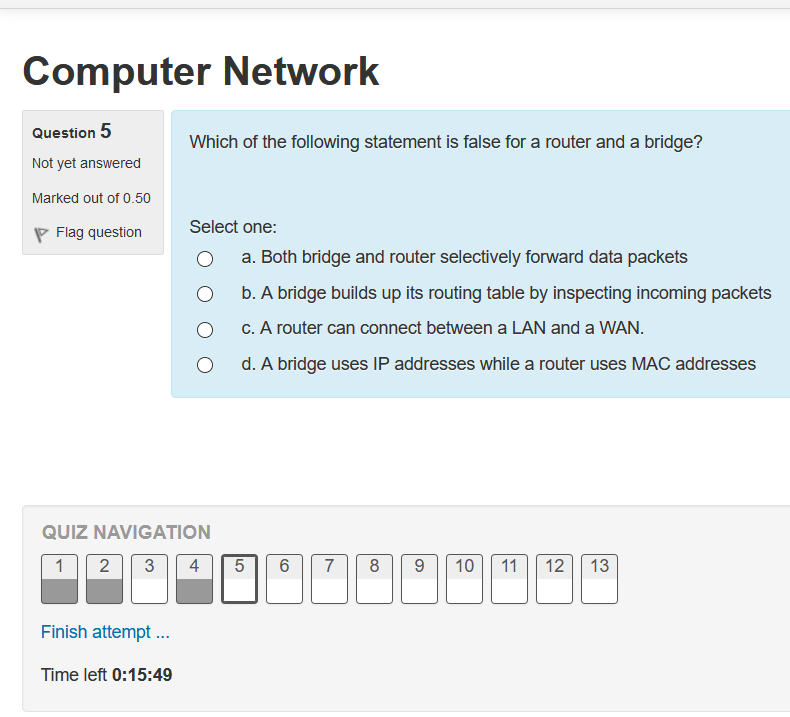 Computer Network
Question 5
Not yet answered
Marked out of 0.50
Flag question
Which of the following statement is false for a router and a bridge?
Select one:
a. Both bridge and router selectively forward data packets
b. A bridge builds up its routing table by inspecting incoming packets
c. A router can connect between a LAN and a WAN.
d. A bridge uses IP addresses while a router uses MAC addresses
QUIZ NAVIGATION
1 2 3 4 5 6 7 8 9 10 11 12 13
Finish attempt ...
Time left 0:15:49